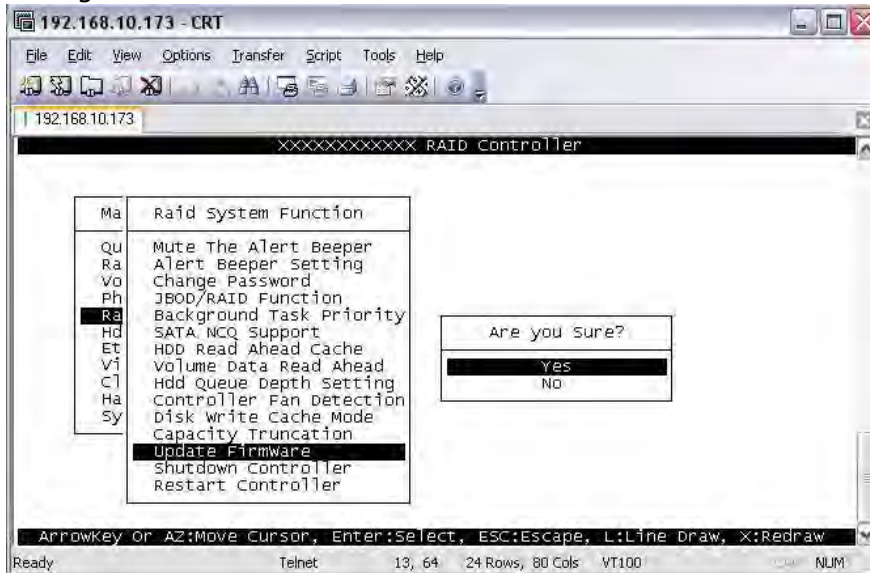 192.168.10.173 - CRT
File Edit View Options Transfer Script Tools Help
192.168.10.173
XXXXXXXXXXXX RAID Controller
Ma
Raid System Function
Qu
Mute The Alert Beeper
Ra
Alert Beeper Setting
Vo
Change Password
Ph
JBOD/RAID Function
Ra
Background Task Priority
Hd
SATA NCQ Support
Et
HDD Read Ahead Cache
Vi
Volume Data Read Ahead
Cl
Hdd Queue Depth Setting
Ha
Controller Fan Detection
Sy
Disk Write Cache Mode
Capacity Truncation
Update FirmWare
Shutdown Controller
Restart Controller
Are you Sure?
Yes
No
ArrowKey Or AZ:Move Cursor, Enter:Select, ESC:Escape, L:Line Draw, X:Redraw
Ready Telnet 13, 64 24 Rows, 80 Cols VT100 NUM